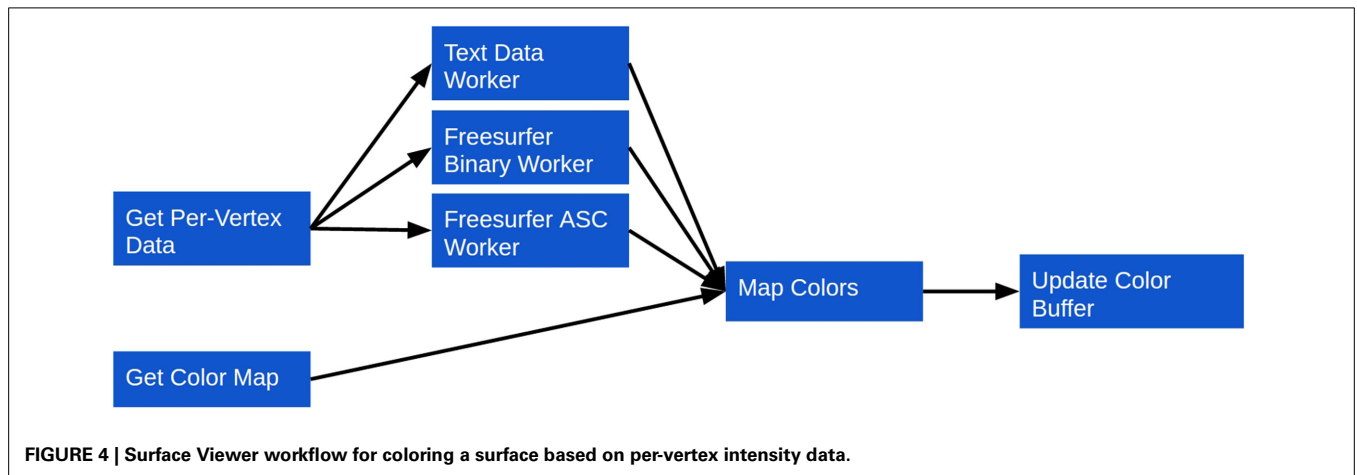 Text Data
Worker
Freesurfer
Binary Worker
Get Per-Vertex
Data
Freesurfer ASC
Worker
Map Colors
Update Color
Buffer
Get Color Map
FIGURE 4 | Surface Viewer workflow for coloring a surface based on per-vertex intensity data.